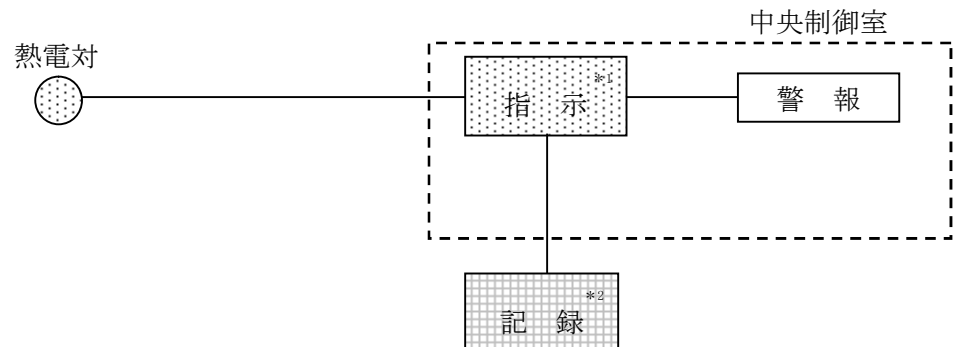 中央制御室
熱電対
指　示 *1
警　報
記　録 *2